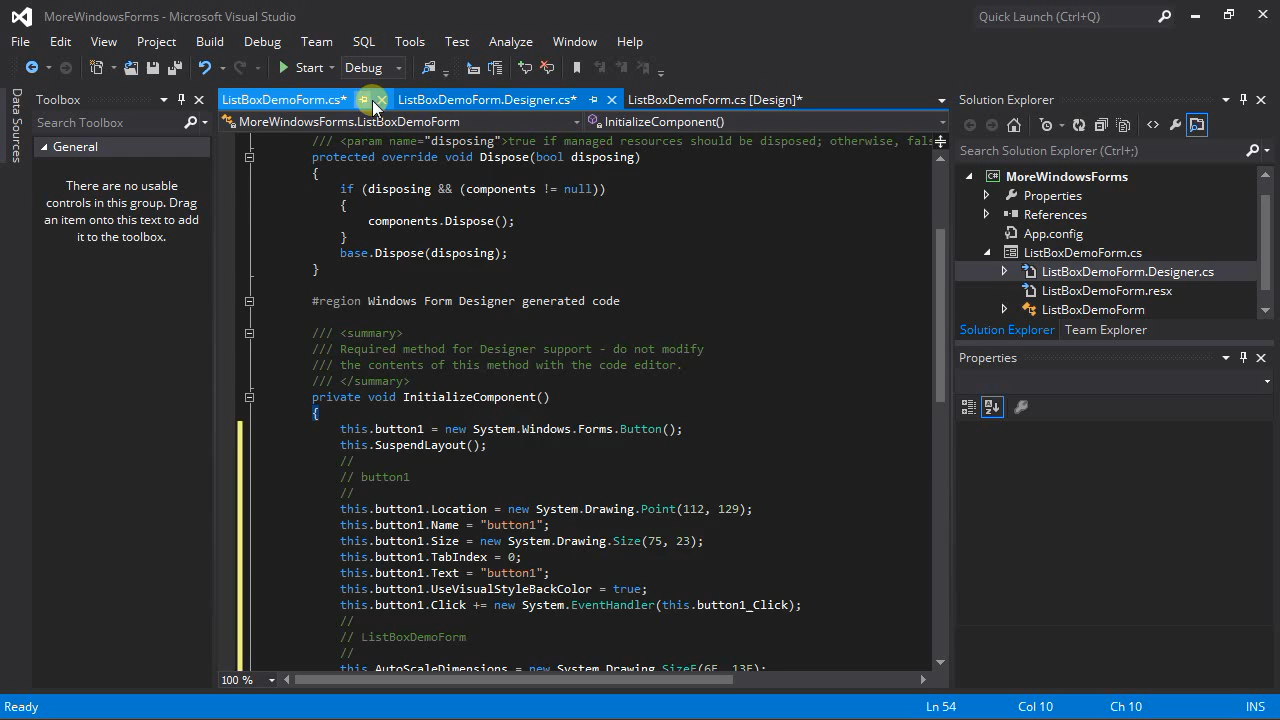 MoreWindowsForms - Microsoft Visual Studio
Quick Launch (Ctrl+Q)
File Edit View Project Build Debug Team SQL Tools Test Analyze Window Help
Start Debug
Data Sources
Toolbox
Search Toolbox
General
There are no usable
controls in this group. Drag
an item onto this text to add
it to the toolbox.
ListBoxDemoForm.cs* ListBoxDemoForm.Designer.cs* ListBoxDemoForm.cs [Design]*
MoreWindowsForms.ListBoxDemoForm InitializeComponent()
/// <param name="disposing">true if managed resources should be disposed; otherwise, fals
protected override void Dispose(bool disposing)
{
if (disposing && (components != null))
{
components.Dispose();
}
base.Dispose(disposing);
}
#region Windows Form Designer generated code
/// <summary>
/// Required method for Designer support - do not modify
/// the contents of this method with the code editor.
/// </summary>
private void InitializeComponent()
{
this.button1 = new System.Windows.Forms.Button();
this.SuspendLayout();
//
// button1
//
this.button1.Location = new System.Drawing.Point(112, 129);
this.button1.Name = "button1";
this.button1.Size = new System.Drawing.Size(75, 23);
this.button1.TabIndex = 0;
this.button1.Text = "button1";
this.button1.UseVisualStyleBackColor = true;
this.button1.Click += new System.EventHandler(this.button1_Click);
//
// ListBoxDemoForm
//
this.AutoScaleDimensions = new System.Drawing.SizeF(6F, 13F);
100 %
Solution Explorer
Search Solution Explorer (Ctrl+;)
MoreWindowsForms
Properties
References
App.config
ListBoxDemoForm.cs
ListBoxDemoForm.Designer.cs
ListBoxDemoForm.resx
ListBoxDemoForm
Solution Explorer Team Explorer
Properties
Ready Ln 54 Col 10 Ch 10 INS